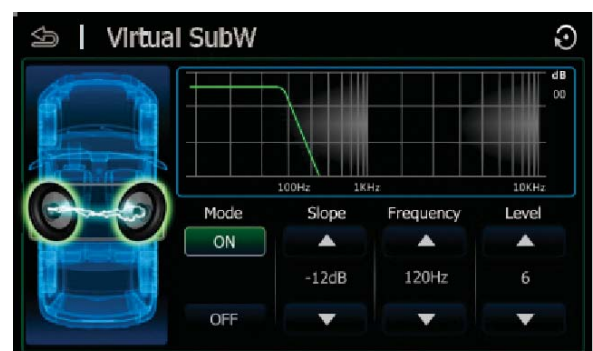 Virtual SubW
dB
00
100Hz 1KHz 10KHz
Mode Slope Frequency Level
ON
-12dB 120Hz 6
OFF